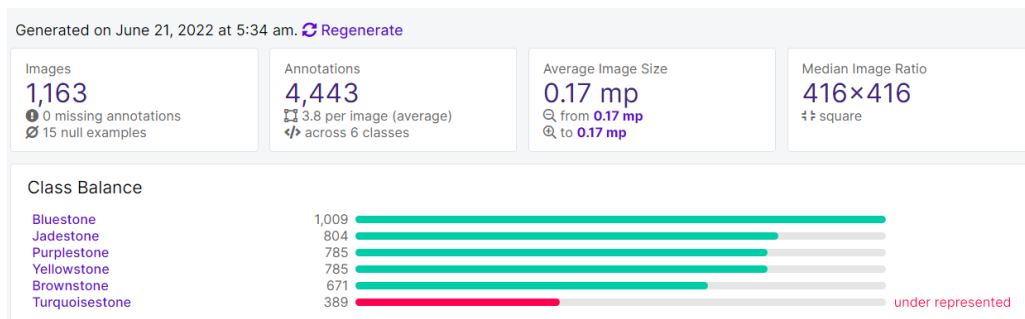 Generated on June 21, 2022 at 5:34 am. Regenerate
Images
1,163
0 missing annotations
15 null examples
Annotations
4,443
3.8 per image (average)
across 6 classes
Average Image Size
0.17 mp
from 0.17 mp
to 0.17 mp
Median Image Ratio
416×416
square
Class Balance
Bluestone 1,009
Jadestone 804
Purplestone 785
Yellowstone 785
Brownstone 671
Turquoisestone 389 under represented